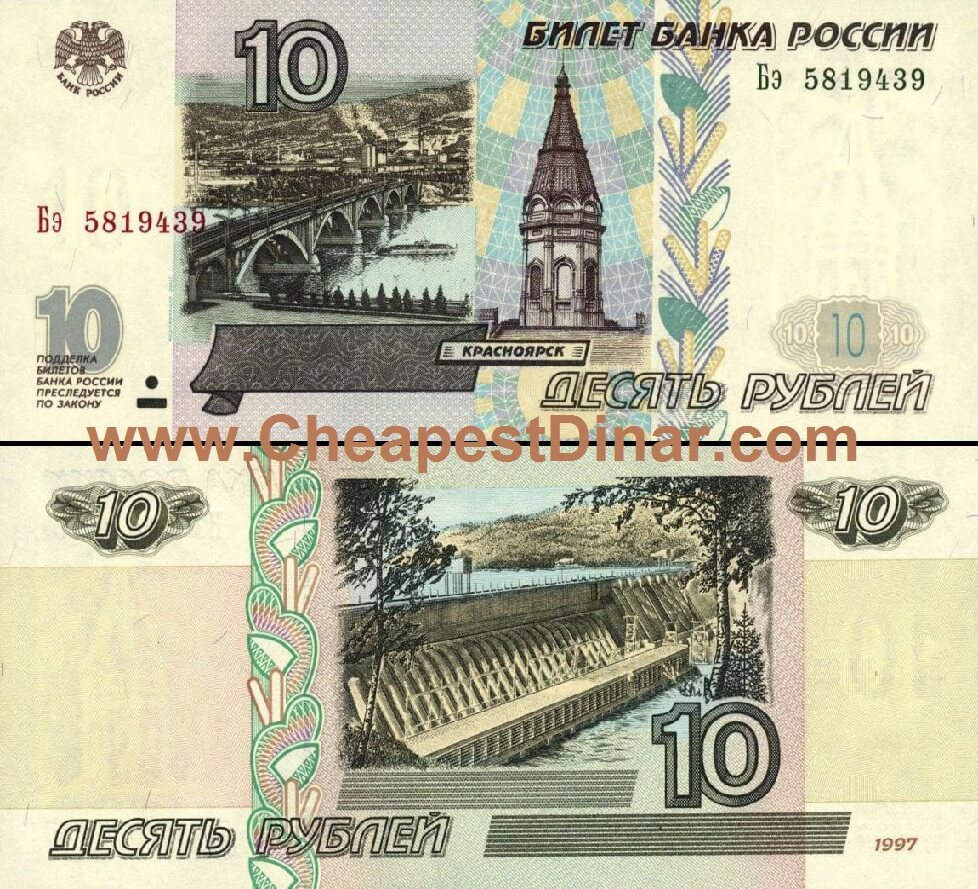 10
БИЛЕТ БАНКА РОССИИ
БАНК РОССИИ
Бэ 5819439
Бэ 5819439
10
ПОДДЕЛКА
БИЛЕТОВ
БАНКА РОССИИ
ПРЕСЛЕДУЕТСЯ
ПО ЗАКОНУ
КРАСНОЯРСК
10 10 10
ДЕСЯТЬ РУБЛЕЙ
www.CheapestDinar.com
10
10
10
ДЕСЯТЬ РУБЛЕЙ
1997